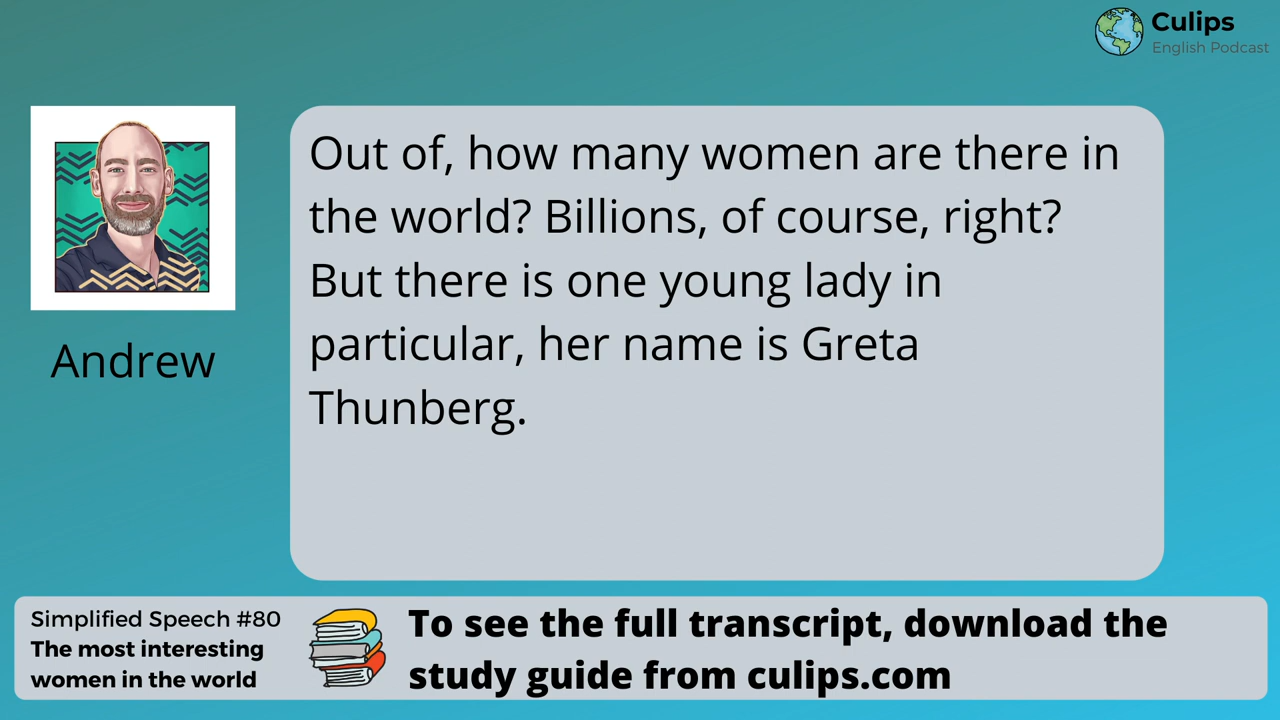 Culips
English Podcast
Out of, how many women are there in
the world? Billions, of course, right?
But there is one young lady in
particular, her name is Greta
Thunberg.
Andrew
Simplified Speech #80
The most interesting
women in the world
To see the full transcript, download the
study guide from culips.com